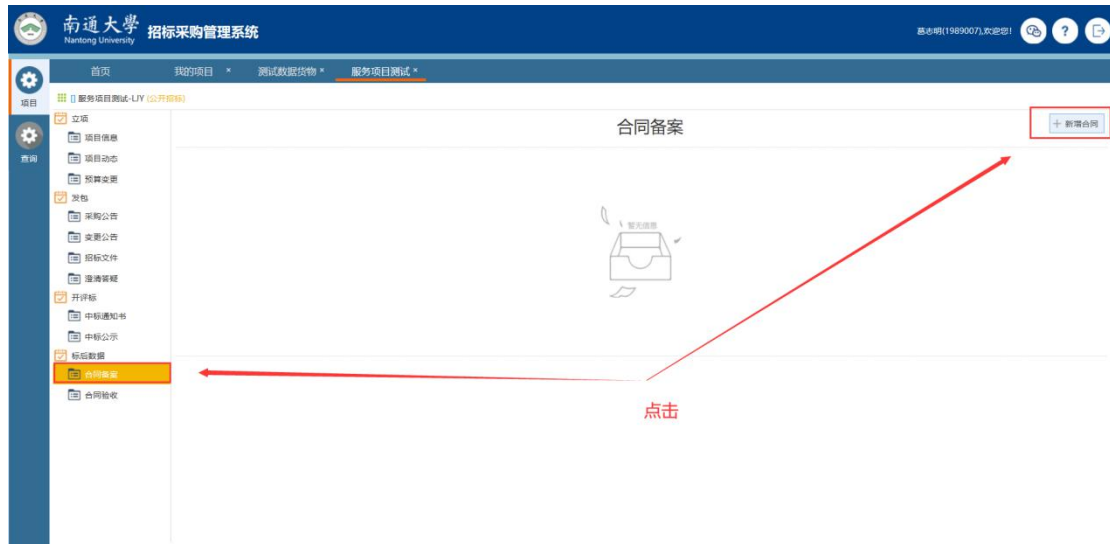 南通大學 招标采购管理系统
Nantong University
葛志明(1989007),欢迎您!
首页 我的项目 × 测试数据货物 × 服务项目测试 ×
项目
查询
服务项目测试-LJY (公开招标)
立项
项目信息
项目动态
预算变更
发包
采购公告
变更公告
招标文件
澄清答疑
开评标
中标通知书
中标公示
标后数据
合同备案
合同验收
合同备案
+ 新增合同
暂无信息
点击